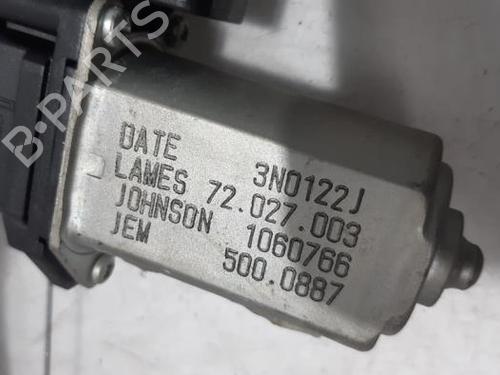 B-PARTS
DATE 3N0122J
LAMES 72.027.003
JOHNSON 1060766
JEM 500.0887